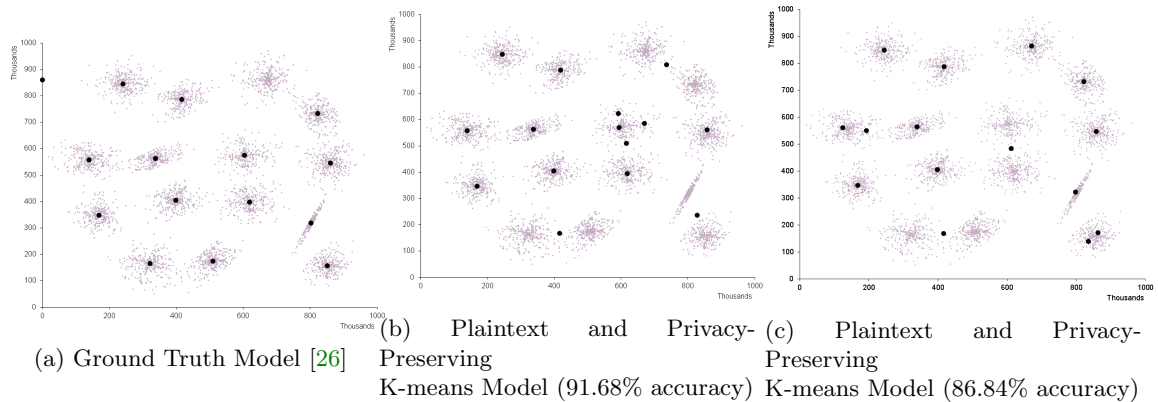 Thousands
1000
900
800
700
600
500
400
300
200
100
0
0 200 400 600 800 1000
Thousands
(a) Ground Truth Model [26]
Thousands
1000
900
800
700
600
500
400
300
200
100
0
0 200 400 600 800 1000
Thousands
(b) Plaintext and Privacy-
Preserving
K-means Model (91.68% accuracy)
Thousands
1000
900
800
700
600
500
400
300
200
100
0
0 200 400 600 800 1000
Thousands
(c) Plaintext and Privacy-
Preserving
K-means Model (86.84% accuracy)